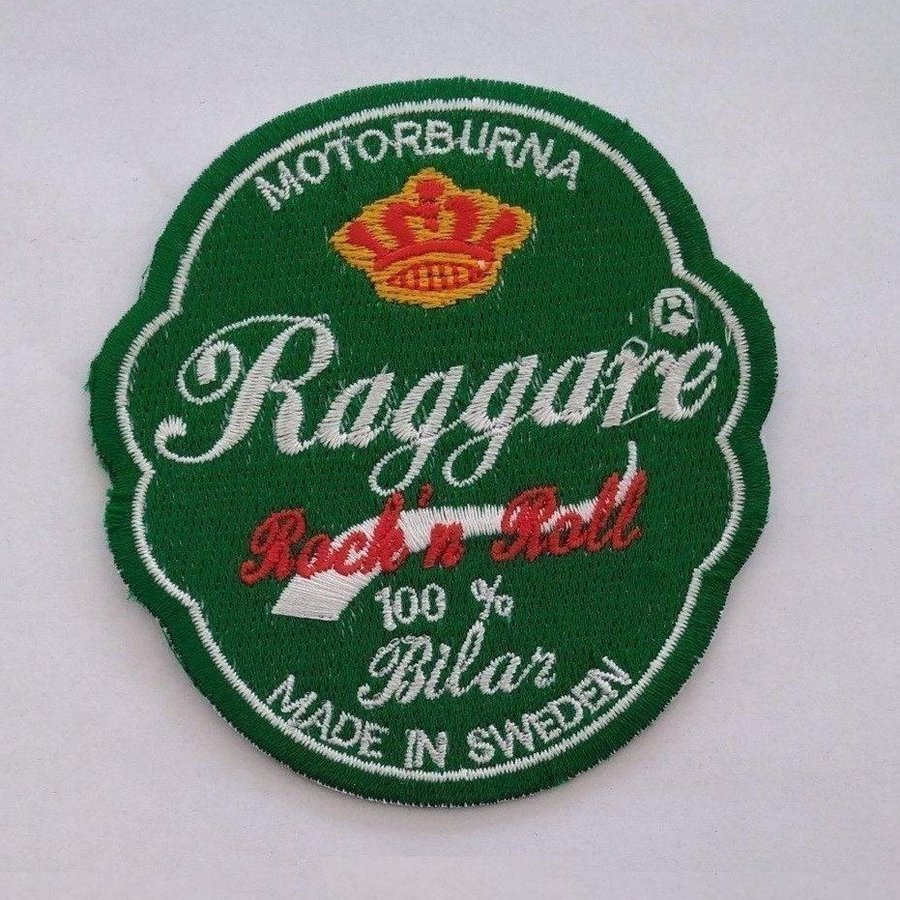 MOTORBURNA
Raggare ®
Rock'n Roll
100 %
Bilar
MADE IN SWEDEN